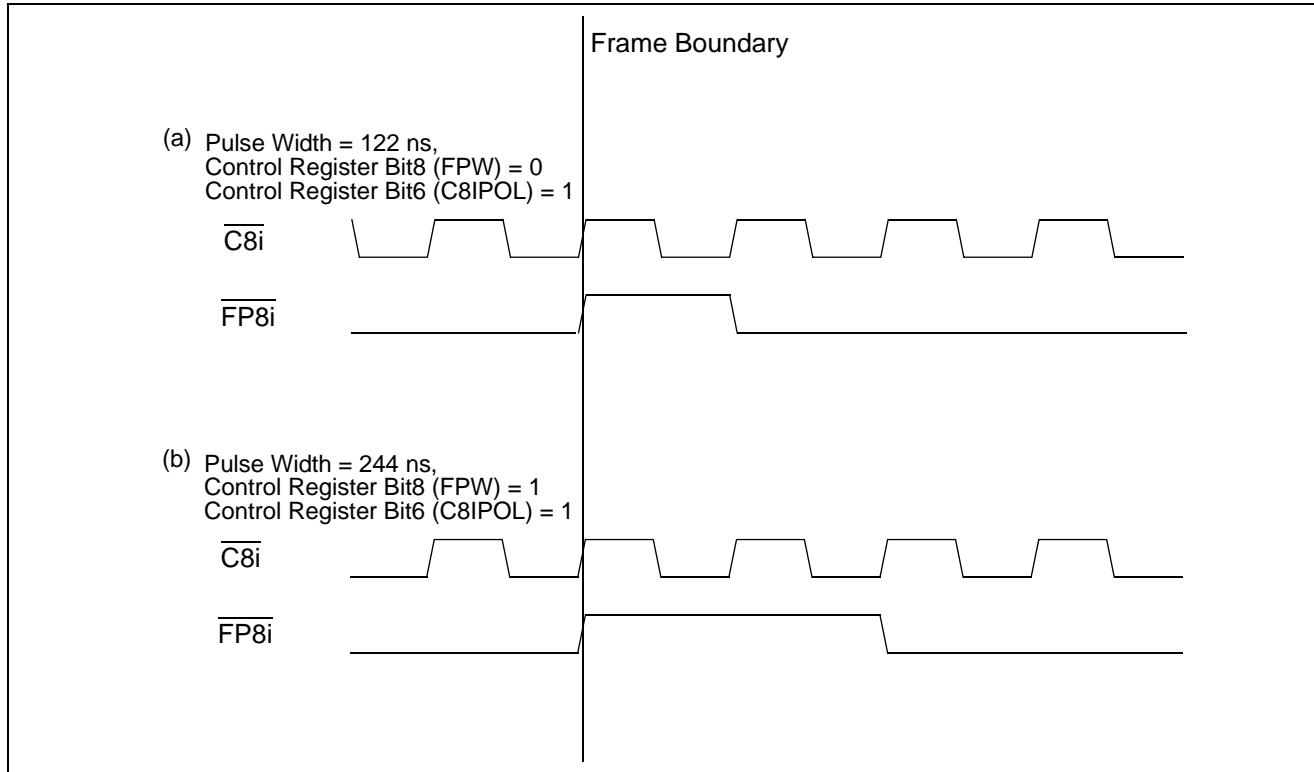 Frame Boundary
(a) Pulse Width = 122 ns,
Control Register Bit8 (FPW) = 0
Control Register Bit6 (C8IPOL) = 1
C8i
FP8i
(b) Pulse Width = 244 ns,
Control Register Bit8 (FPW) = 1
Control Register Bit6 (C8IPOL) = 1
C8i
FP8i